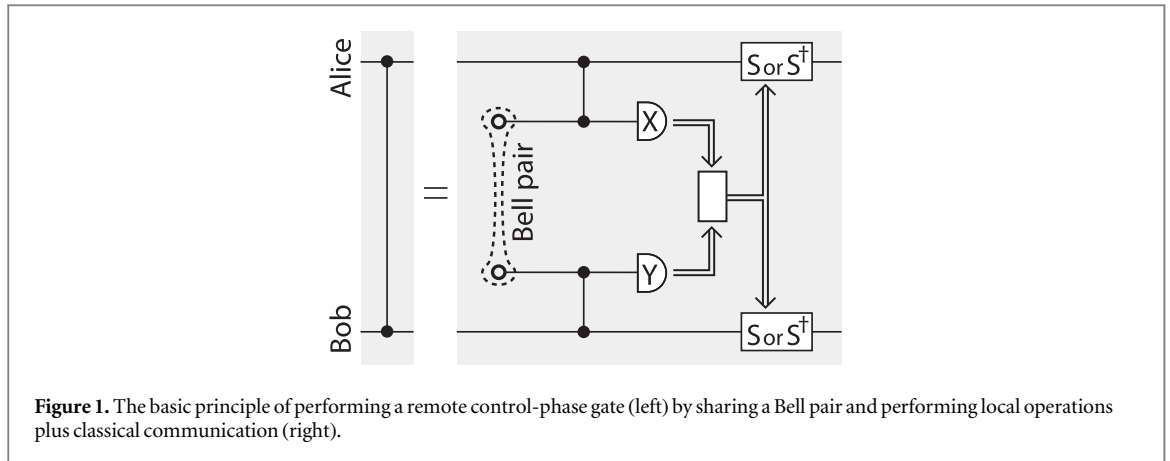 Alice
S or S†
X
=
Bell pair
Y
Bob
S or S†
Figure 1. The basic principle of performing a remote control-phase gate (left) by sharing a Bell pair and performing local operations
plus classical communication (right).